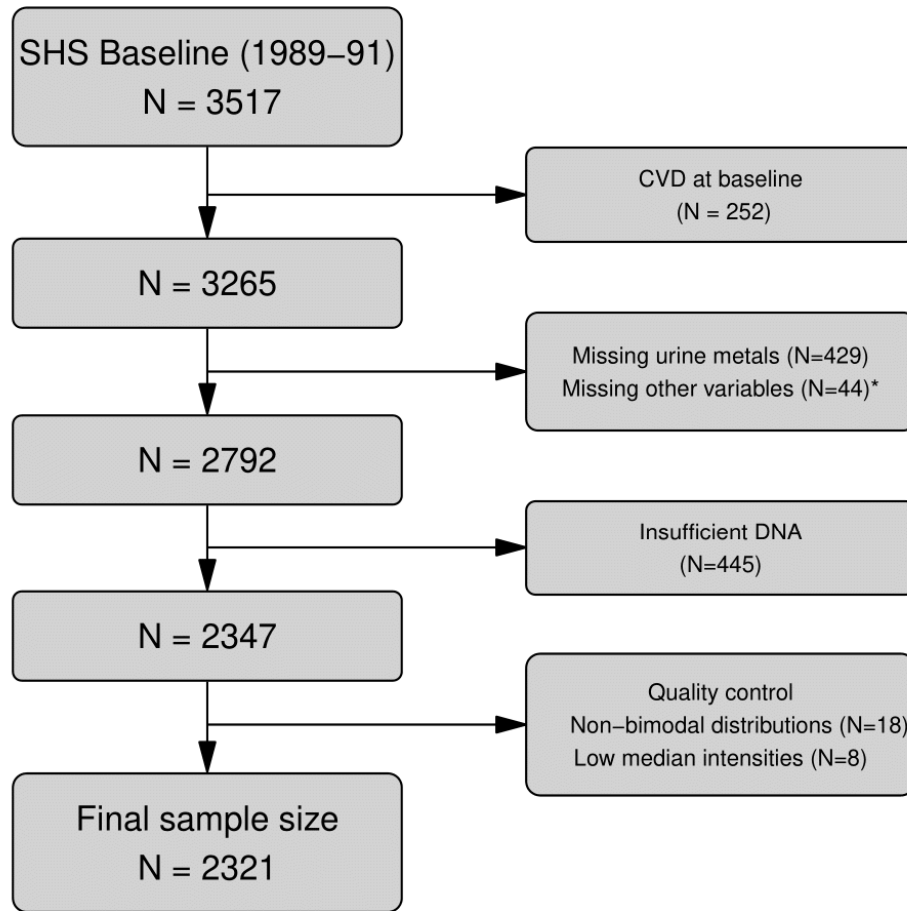 SHS Baseline (1989−91)
N = 3517
CVD at baseline
(N = 252)
N = 3265
Missing urine metals (N=429)
Missing other variables (N=44)*
N = 2792
Insufficient DNA
(N=445)
N = 2347
Quality control
Non−bimodal distributions (N=18)
Low median intensities (N=8)
Final sample size
N = 2321